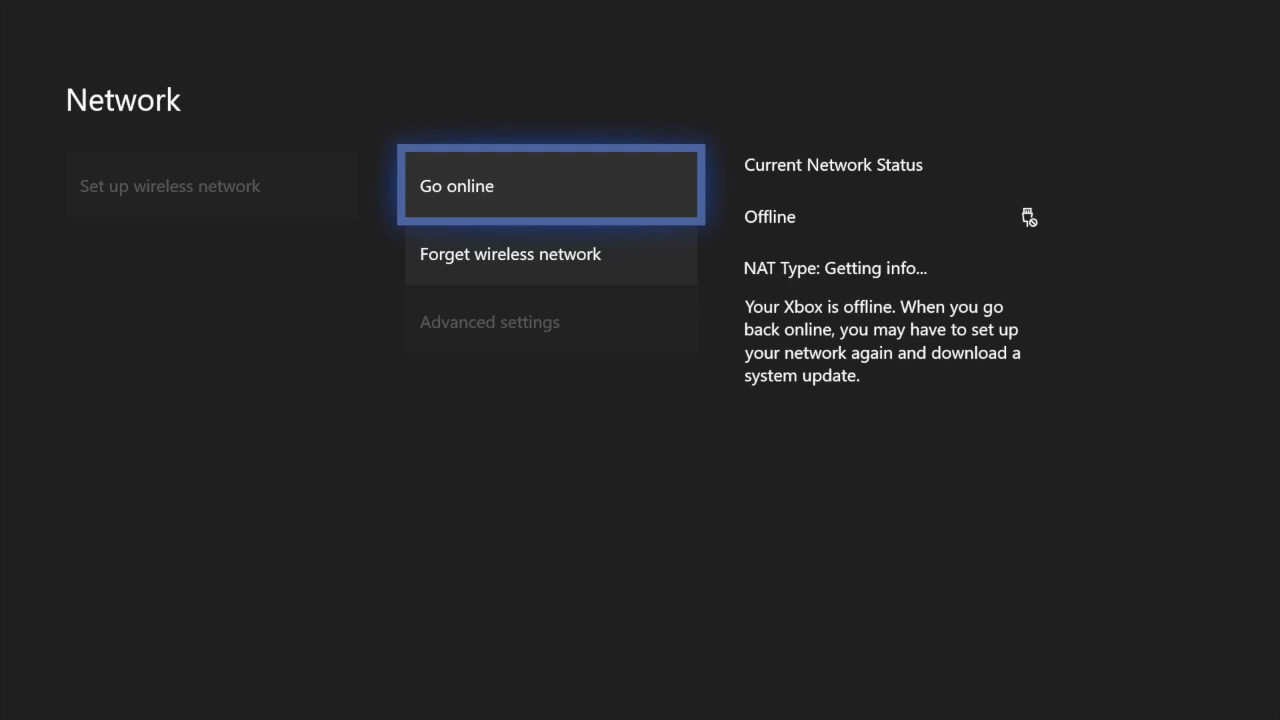 Network
Set up wireless network
Go online
Forget wireless network
Advanced settings
Current Network Status
Offline
NAT Type: Getting info...
Your Xbox is offline. When you go
back online, you may have to set up
your network again and download a
system update.